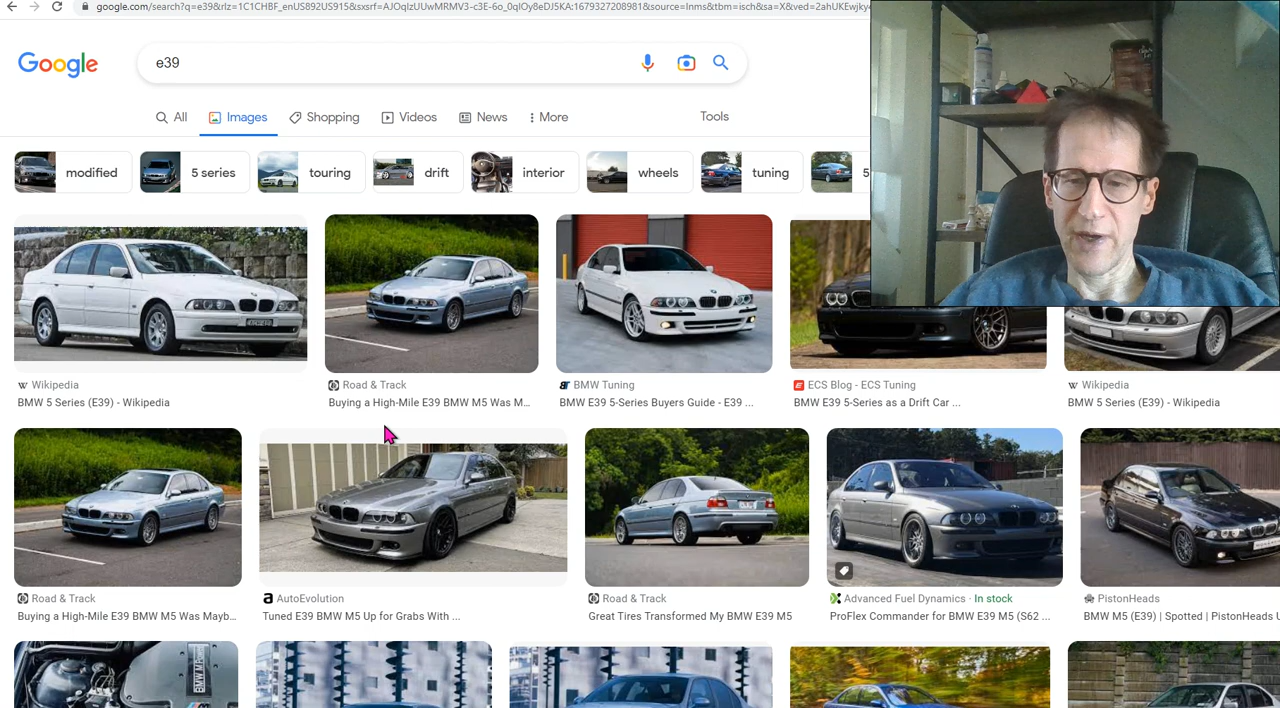 google.com/search?q=e39&rlz=1C1CHBF_enUS892US915&sxsrf=AJOqlzUUwMRMV3-c3E-6o_0qlOy8eDJ5KA:1679327208981&source=lnms&tbm=isch&sa=X&ved=2ahUKEwjky
Google
e39
All
Images
Shopping
Videos
News
More
Tools
modified
5 series
touring
drift
interior
wheels
tuning
5
Wikipedia
BMW 5 Series (E39) - Wikipedia
Road & Track
Buying a High-Mile E39 BMW M5 Was M...
BMW Tuning
BMW E39 5-Series Buyers Guide - E39 ...
ECS Blog - ECS Tuning
BMW E39 5-Series as a Drift Car ...
Wikipedia
BMW 5 Series (E39) - Wikipedia
Road & Track
Buying a High-Mile E39 BMW M5 Was Mayb...
AutoEvolution
Tuned E39 BMW M5 Up for Grabs With ...
Road & Track
Great Tires Transformed My BMW E39 M5
Advanced Fuel Dynamics · In stock
ProFlex Commander for BMW E39 M5 (S62 ...
PistonHeads
BMW M5 (E39) | Spotted | PistonHeads U
BMW M Power